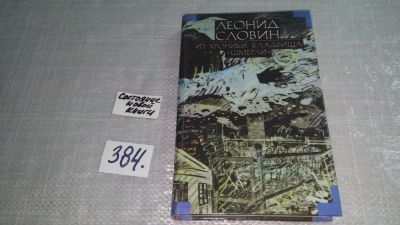 ЛЕОНИД
СЛОВИН
ИЗ ХРОНИКИ КЛАДБИЩА
«ШМЕРЛИ»
Состояние
новой
книги
384.